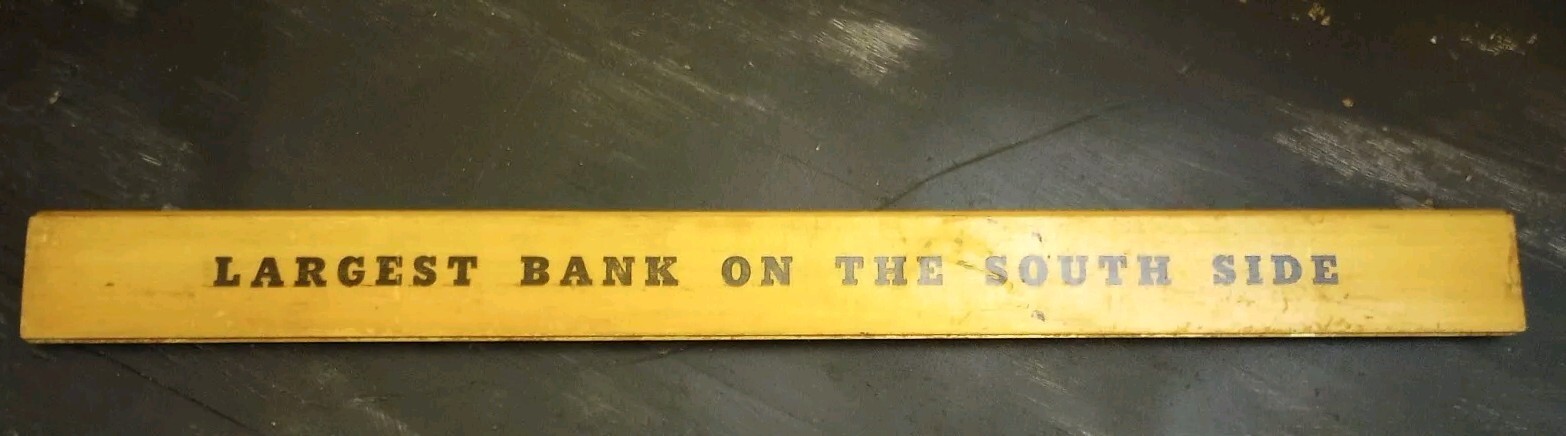 LARGEST BANK ON THE SOUTH SIDE